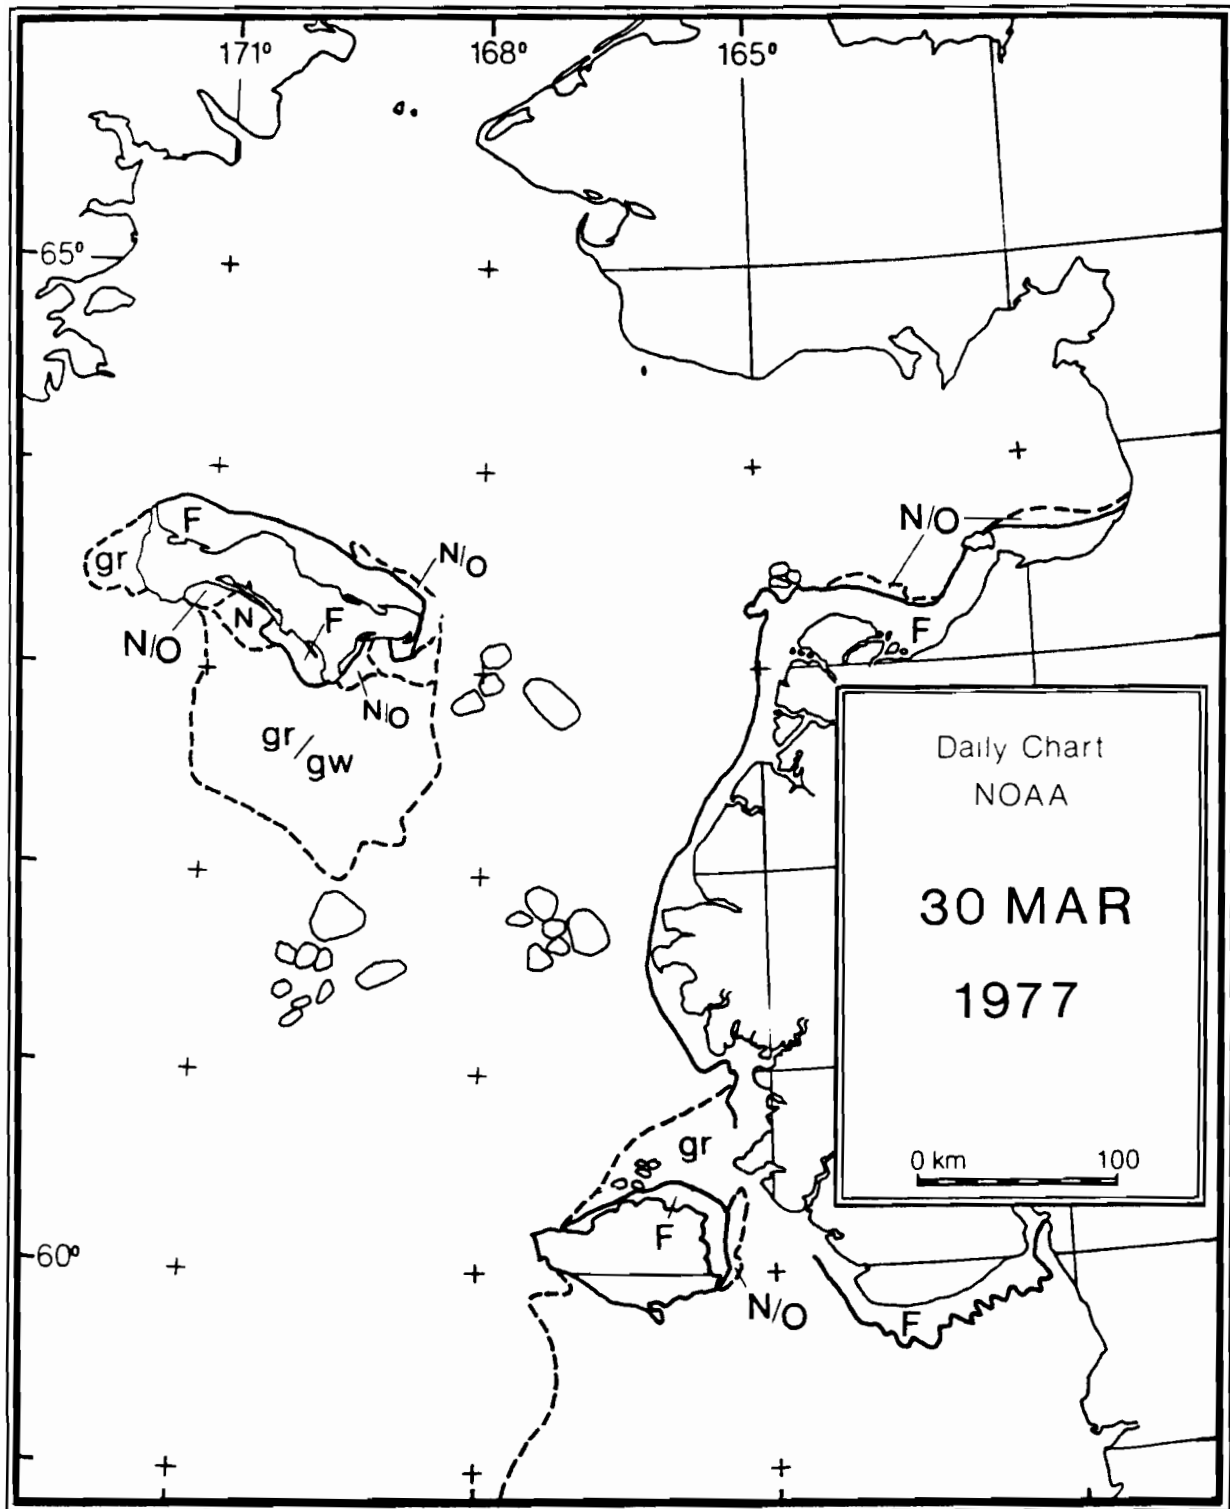 171° 168° 165°
65°
F
N/O
gr
N/O
N
F
N/O
F
N/O
N/O
gr/gw
Daily Chart
NOAA
30 MAR
1977
0 km 100
gr
F
60°
N/O
F